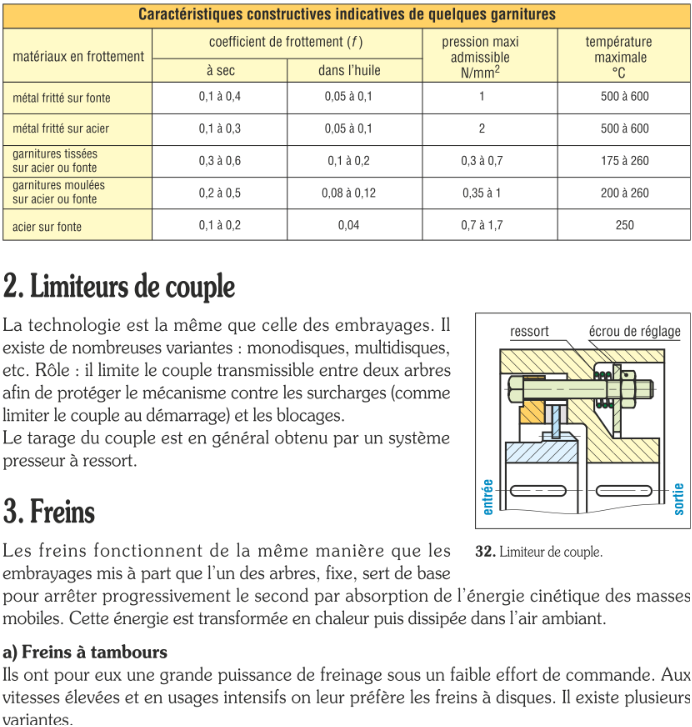 Caractéristiques constructives indicatives de quelques garnitures
matériaux en frottement
coefficient de frottement (f)
à sec
dans l'huile
pression maxi
admissible
N/mm²
température
maximale
°C
métal fritté sur fonte 0,1 à 0,4 0,05 à 0,1 1 500 à 600
métal fritté sur acier 0,1 à 0,3 0,05 à 0,1 2 500 à 600
garnitures tissées
sur acier ou fonte 0,3 à 0,6 0,1 à 0,2 0,3 à 0,7 175 à 260
garnitures moulées
sur acier ou fonte 0,2 à 0,5 0,08 à 0,12 0,35 à 1 200 à 260
acier sur fonte 0,1 à 0,2 0,04 0,7 à 1,7 250
2. Limiteurs de couple
La technologie est la même que celle des embrayages. Il
existe de nombreuses variantes : monodisques, multidisques,
etc. Rôle : il limite le couple transmissible entre deux arbres
afin de protéger le mécanisme contre les surcharges (comme
limiter le couple au démarrage) et les blocages.
Le tarage du couple est en général obtenu par un système
presseur à ressort.
ressort
écrou de réglage
entrée
sortie
32. Limiteur de couple.
3. Freins
Les freins fonctionnent de la même manière que les
embrayages mis à part que l'un des arbres, fixe, sert de base
pour arrêter progressivement le second par absorption de l'énergie cinétique des masses
mobiles. Cette énergie est transformée en chaleur puis dissipée dans l'air ambiant.
a) Freins à tambours
Ils ont pour eux une grande puissance de freinage sous un faible effort de commande. Aux
vitesses élevées et en usages intensifs on leur préfère les freins à disques. Il existe plusieurs
variantes.